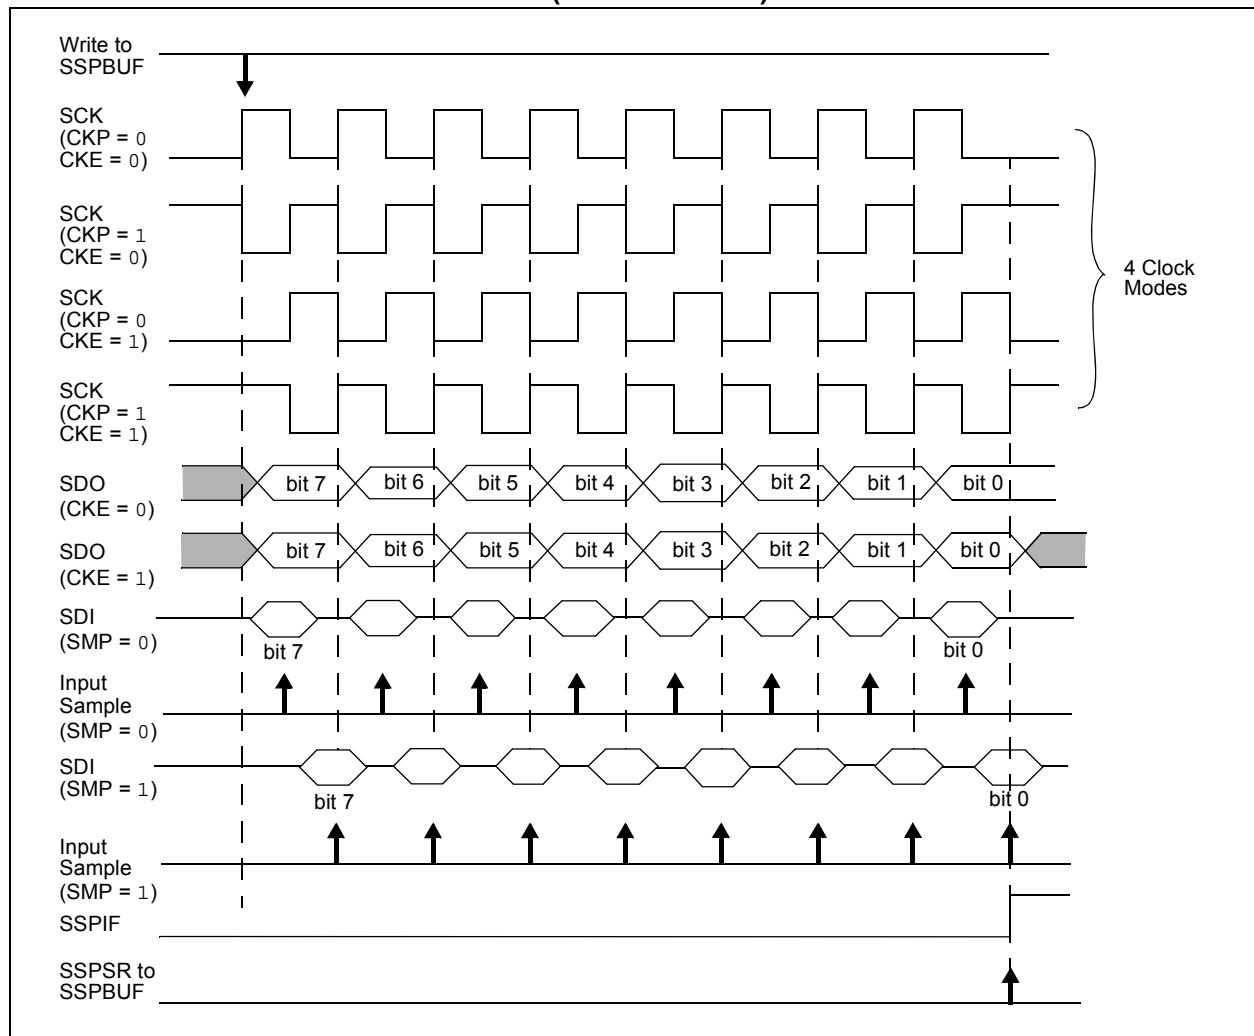 Write to
SSPBUF
SCK
(CKP = 0
CKE = 0)
SCK
(CKP = 1
CKE = 0)
SCK
(CKP = 0
CKE = 1)
SCK
(CKP = 1
CKE = 1)
4 Clock
Modes
SDO
(CKE = 0)
bit 7 bit 6 bit 5 bit 4 bit 3 bit 2 bit 1 bit 0
SDO
(CKE = 1)
bit 7 bit 6 bit 5 bit 4 bit 3 bit 2 bit 1 bit 0
SDI
(SMP = 0)
bit 7 bit 0
Input
Sample
(SMP = 0)
SDI
(SMP = 1)
bit 7 bit 0
Input
Sample
(SMP = 1)
SSPIF
SSPSR to
SSPBUF